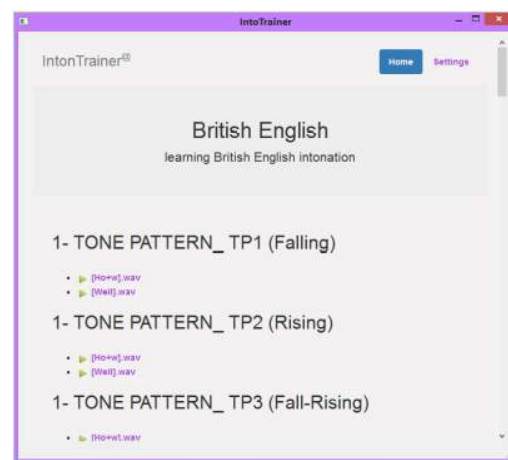 IntoTrainer
IntonTrainer@
Home
Settings
British English
learning British English intonation
1- TONE PATTERN_ TP1 (Falling)
[Ho+w].wav
[Well].wav
1- TONE PATTERN_ TP2 (Rising)
[Ho+w].wav
[Well].wav
1- TONE PATTERN_ TP3 (Fall-Rising)